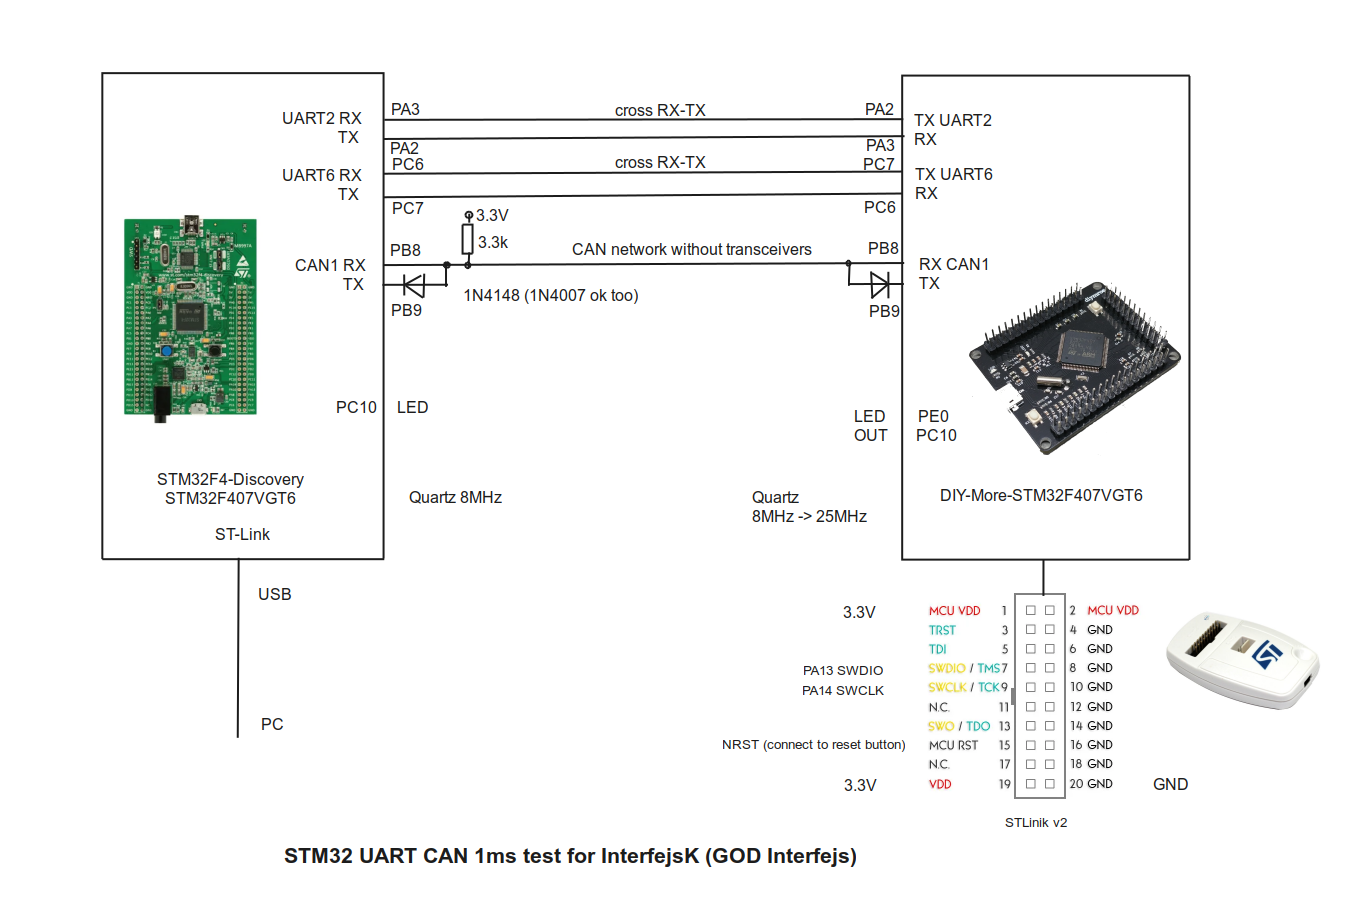 PA3
cross RX-TX
PA2
UART2 RX
TX UART2
TX
RX
PA2
PA3
PC6
cross RX-TX
PC7
UART6 RX
TX UART6
TX
RX
PC7
PC6
3.3V
3.3k
PB8
CAN network without transceivers
PB8
CAN1 RX
RX CAN1
TX
TX
1N4148 (1N4007 ok too)
PB9
PB9
PC10
LED
LED
PE0
OUT
PC10
STM32F4-Discovery
STM32F407VGT6
ST-Link
Quartz 8MHz
Quartz
8MHz -> 25MHz
DIY-More-STM32F407VGT6
USB
PC
3.3V
MCU VDD 1
2 MCU VDD
TRST 3
4 GND
TDI 5
6 GND
PA13 SWDIO
SWDIO / TMS 7
8 GND
PA14 SWCLK
SWCLK / TCK 9
10 GND
N.C. 11
12 GND
SWO / TDO 13
14 GND
NRST (connect to reset button)
MCU RST 15
16 GND
N.C. 17
18 GND
3.3V
VDD 19
20 GND
GND
STLinik v2
STM32 UART CAN 1ms test for InterfejsK (GOD Interfejs)